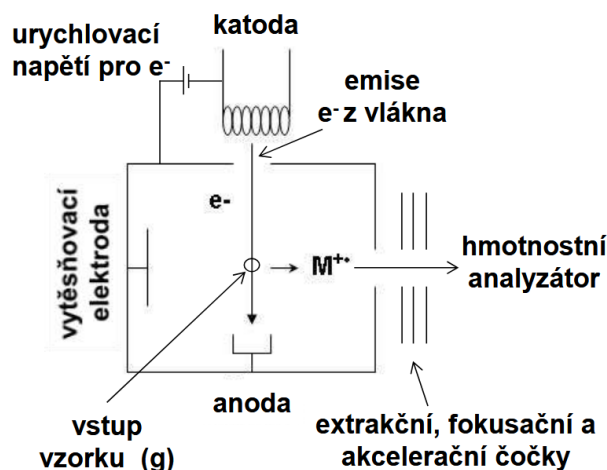 urychlovací
napětí pro e-
katoda
emise
e- z vlákna
e-
vytěsňovací
elektroda
M+•
hmotnostní
analyzátor
anoda
vstup
vzorku (g)
extrakční, fokusační a
akcelerační čočky